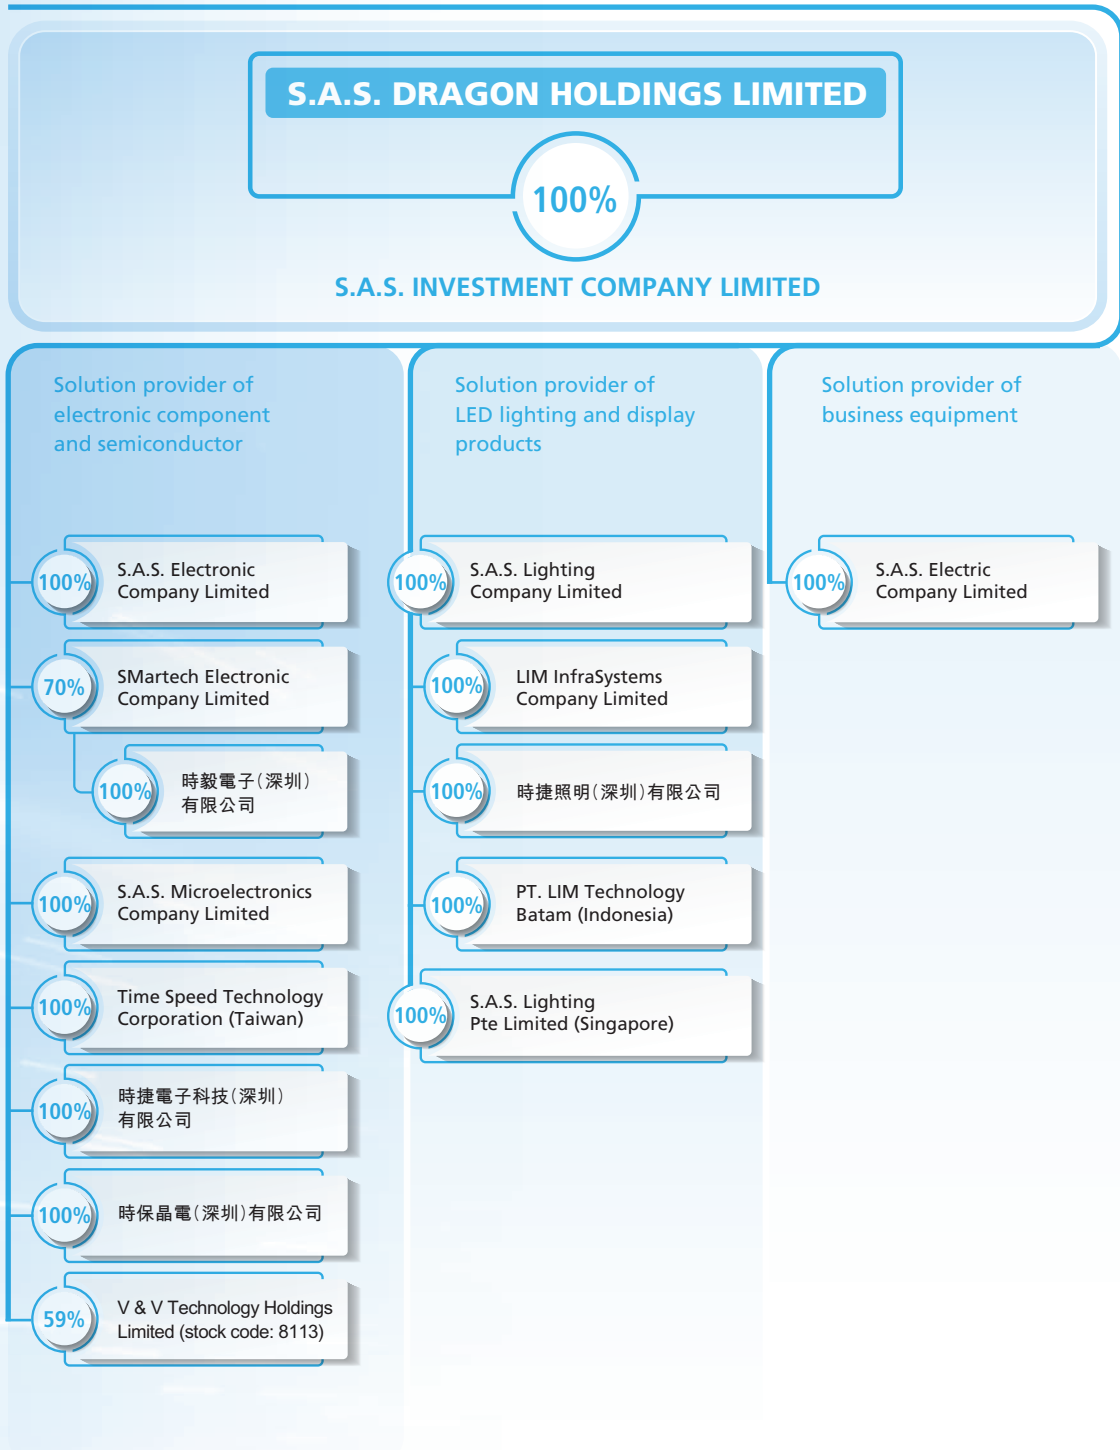 S.A.S. DRAGON HOLDINGS LIMITED
100%
S.A.S. INVESTMENT COMPANY LIMITED
Solution provider of
electronic component
and semiconductor
100%
S.A.S. Electronic
Company Limited
70%
SMartech Electronic
Company Limited
100%
時毅電子(深圳)
有限公司
100%
S.A.S. Microelectronics
Company Limited
100%
Time Speed Technology
Corporation (Taiwan)
100%
時捷電子科技(深圳)
有限公司
100%
時保晶電(深圳)有限公司
59%
V & V Technology Holdings
Limited (stock code: 8113)
Solution provider of
LED lighting and display
products
100%
S.A.S. Lighting
Company Limited
100%
LIM InfraSystems
Company Limited
100%
時捷照明(深圳)有限公司
100%
PT. LIM Technology
Batam (Indonesia)
100%
S.A.S. Lighting
Pte Limited (Singapore)
Solution provider of
business equipment
100%
S.A.S. Electric
Company Limited